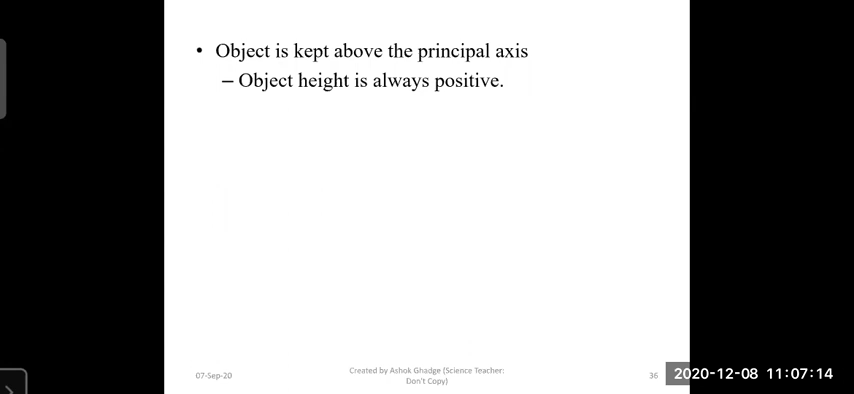 • Object is kept above the principal axis
– Object height is always positive.
07-Sep-20
Created by Ashok Ghadge (Science Teacher:
Don't Copy)
36
2020-12-08 11:07:14